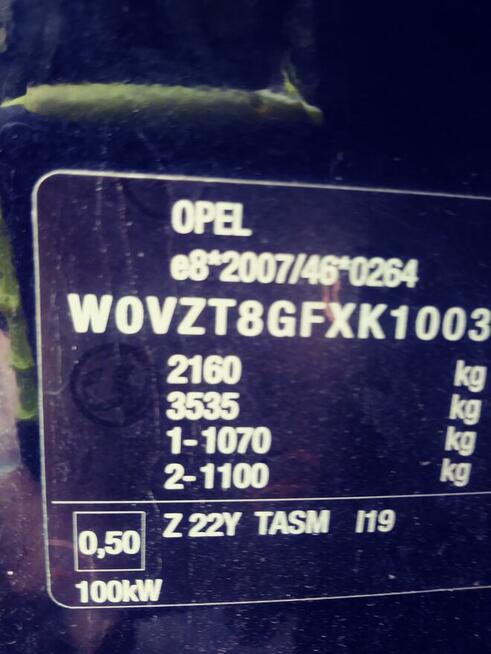 OPEL
e8*2007/46*0264
W0VZT8GFXK1003
2160 kg
3535 kg
1-1070 kg
2-1100 kg
0,50 Z 22Y TASM I19
100kW